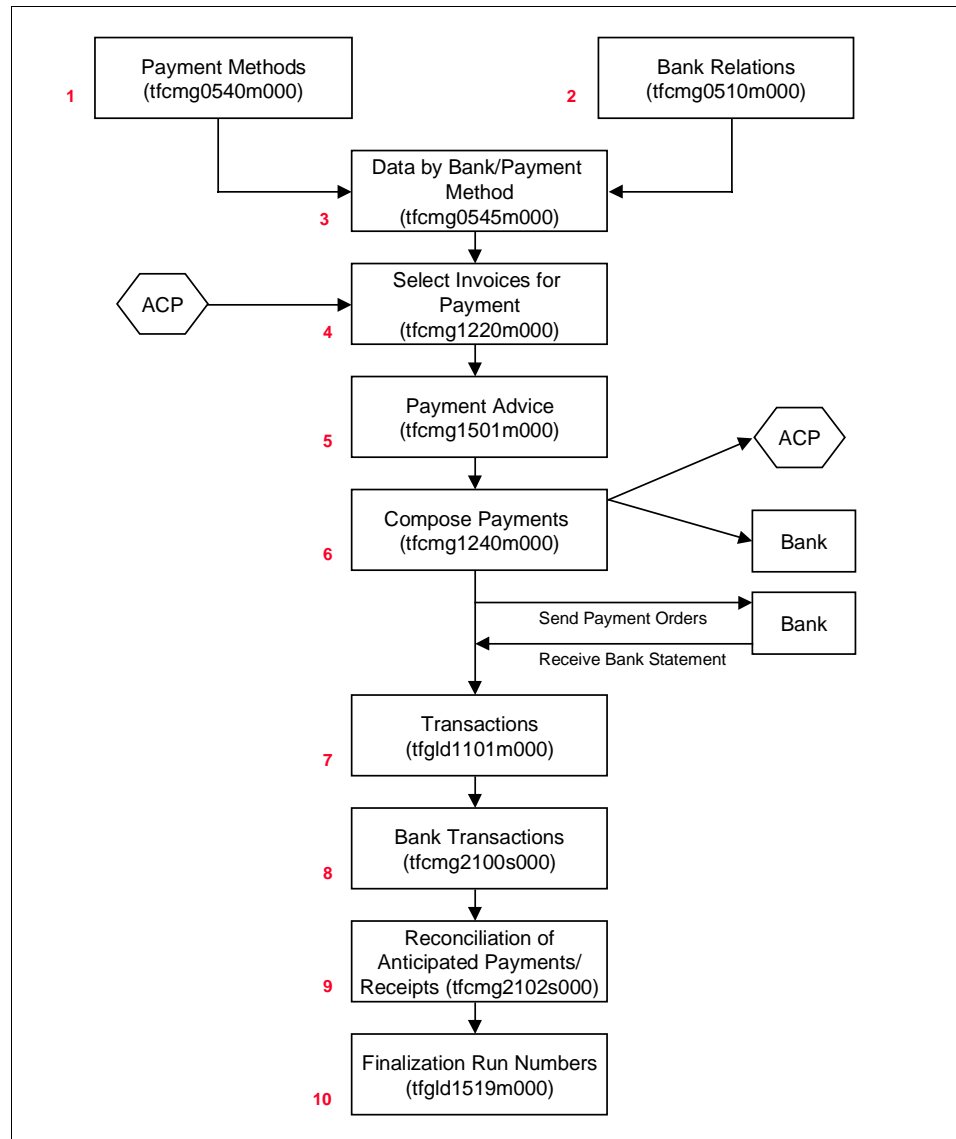 Payment Methods
(tfcmg0540m000)
1
Bank Relations
(tfcmg0510m000)
2
Data by Bank/Payment
Method
(tfcmg0545m000)
3
ACP
Select Invoices for
Payment
(tfcmg1220m000)
4
Payment Advice
(tfcmg1501m000)
5
ACP
Compose Payments
(tfcmg1240m000)
6
Bank
Send Payment Orders
Bank
Receive Bank Statement
Transactions
(tfgld1101m000)
7
Bank Transactions
(tfcmg2100s000)
8
Reconciliation of
Anticipated Payments/
Receipts (tfcmg2102s000)
9
Finalization Run Numbers
(tfgld1519m000)
10